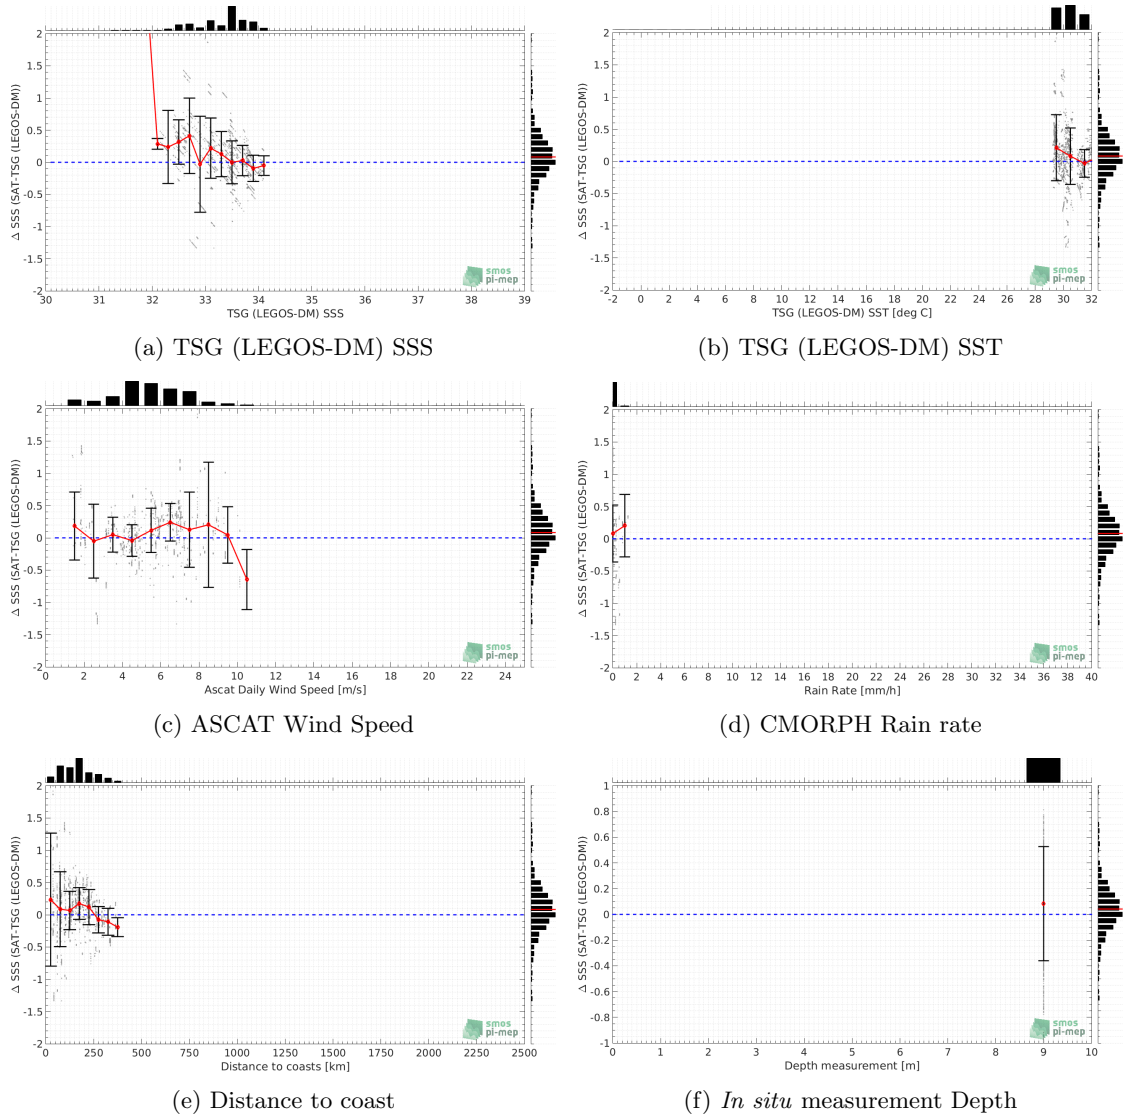 2
1.5
1
0.5
0
-0.5
-1
-1.5
-2
Δ SSS (SAT-TSG (LEGOS-DM))
30 31 32 33 34 35 36 37 38 39
TSG (LEGOS-DM) SSS
smos
pi-mep
(a) TSG (LEGOS-DM) SSS
2
1.5
1
0.5
0
-0.5
-1
-1.5
-2
Δ SSS (SAT-TSG (LEGOS-DM))
-2 0 2 4 6 8 10 12 14 16 18 20 22 24 26 28 30 32
TSG (LEGOS-DM) SST [deg C]
smos
pi-mep
(b) TSG (LEGOS-DM) SST
2
1.5
1
0.5
0
-0.5
-1
-1.5
-2
Δ SSS (SAT-TSG (LEGOS-DM))
0 2 4 6 8 10 12 14 16 18 20 22 24
Ascat Daily Wind Speed [m/s]
smos
pi-mep
(c) ASCAT Wind Speed
2
1.5
1
0.5
0
-0.5
-1
-1.5
-2
Δ SSS (SAT-TSG (LEGOS-DM))
0 2 4 6 8 10 12 14 16 18 20 22 24 26 28 30 32 34 36 38 40
Rain Rate [mm/h]
smos
pi-mep
(d) CMORPH Rain rate
2
1.5
1
0.5
0
-0.5
-1
-1.5
-2
Δ SSS (SAT-TSG (LEGOS-DM))
0 250 500 750 1000 1250 1500 1750 2000 2250 2500
Distance to coasts [km]
smos
pi-mep
(e) Distance to coast
1
0.8
0.6
0.4
0.2
0
-0.2
-0.4
-0.6
-0.8
-1
Δ SSS (SAT-TSG (LEGOS-DM))
0 1 2 3 4 5 6 7 8 9 10
Depth measurement [m]
smos
pi-mep
(f) In situ measurement Depth